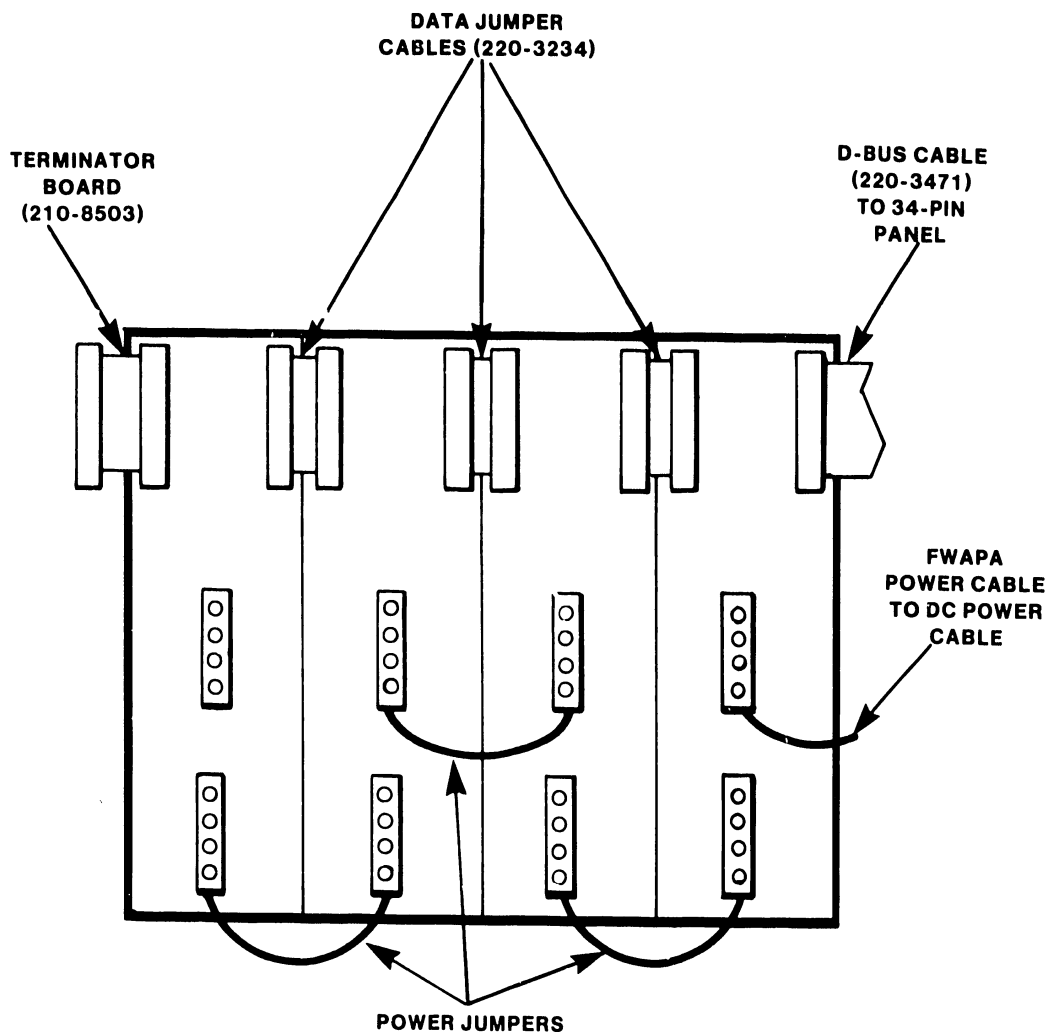 DATA JUMPER
CABLES (220-3234)
TERMINATOR
BOARD
(210-8503)
D-BUS CABLE
(220-3471)
TO 34-PIN
PANEL
FWAPA
POWER CABLE
TO DC POWER
CABLE
POWER JUMPERS